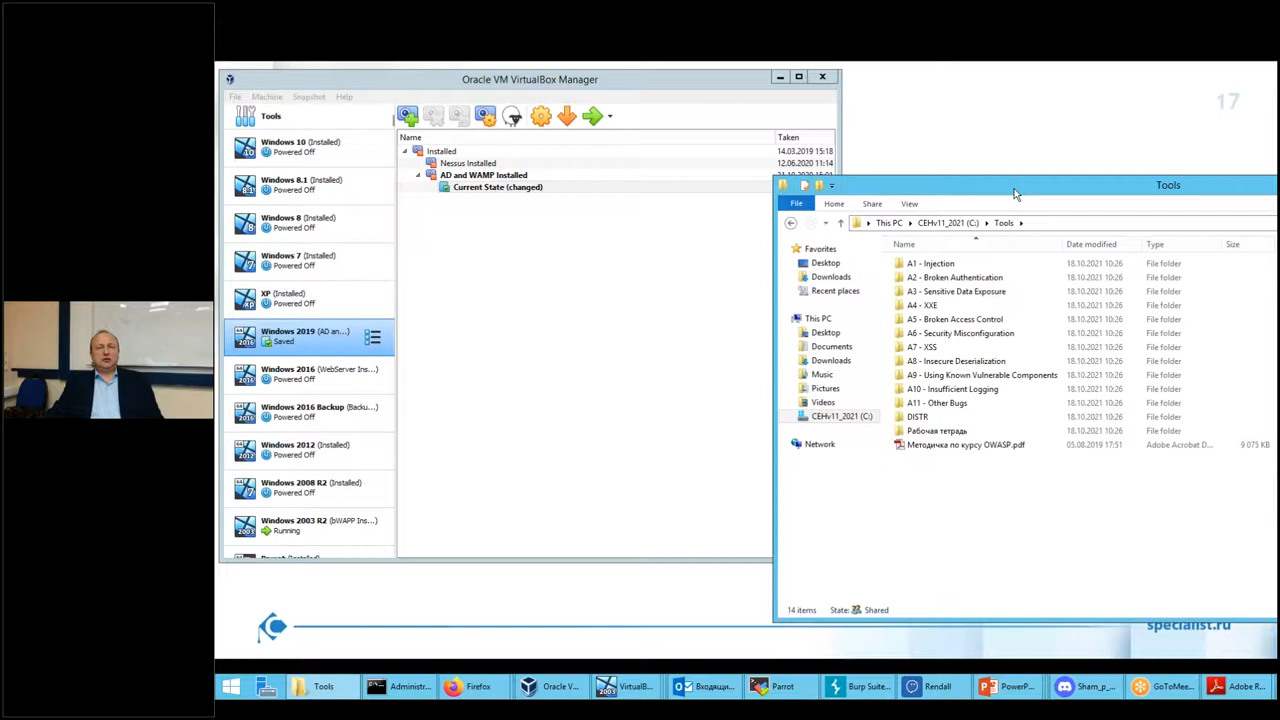 17
Oracle VM VirtualBox Manager
File Machine Snapshot Help
Tools
Windows 10 (Installed)
Powered Off
Windows 8.1 (Installed)
Powered Off
Windows 8 (Installed)
Powered Off
Windows 7 (Installed)
Powered Off
XP (Installed)
Powered Off
Windows 2019 (AD an...)
Saved
Windows 2016 (WebServer Ins...)
Powered Off
Windows 2016 Backup (Backu...)
Powered Off
Windows 2012 (Installed)
Powered Off
Windows 2008 R2 (Installed)
Powered Off
Windows 2003 R2 (bWAPP Ins...)
Running
Name Taken
Installed 14.03.2019 15:18
Nessus Installed 12.06.2020 11:14
AD and WAMP Installed
Current State (changed)
Tools
File Home Share View
This PC CEHv11_2021 (C:) Tools
Favorites
Desktop
Downloads
Recent places
This PC
Desktop
Documents
Downloads
Music
Pictures
Videos
CEHv11_2021 (C:)
Network
Name Date modified Type Size
A1 - Injection 18.10.2021 10:26 File folder
A2 - Broken Authentication 18.10.2021 10:26 File folder
A3 - Sensitive Data Exposure 18.10.2021 10:26 File folder
A4 - XXE 18.10.2021 10:26 File folder
A5 - Broken Access Control 18.10.2021 10:26 File folder
A6 - Security Misconfiguration 18.10.2021 10:26 File folder
A7 - XSS 18.10.2021 10:26 File folder
A8 - Insecure Deserialization 18.10.2021 10:26 File folder
A9 - Using Known Vulnerable Components 18.10.2021 10:26 File folder
A10 - Insufficient Logging 18.10.2021 10:26 File folder
A11 - Other Bugs 18.10.2021 10:26 File folder
DISTR 18.10.2021 10:26 File folder
Рабочая тетрадь 18.10.2021 10:26 File folder
Методичка по курсу OWASP.pdf 05.08.2019 17:51 Adobe Acrobat D... 9 075 KB
14 items State: Shared
specialist.ru
Tools Administr... Firefox Oracle V... VirtualB... Входящи... Parrot Burp Suite... Rendall PowerP... Sham_p_... GoToMee... Adobe R...